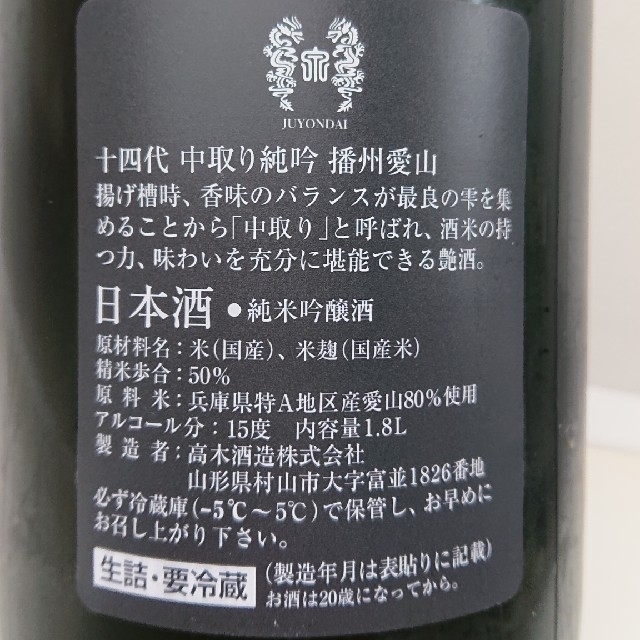 JUYONDAI
十四代 中取り純吟 播州愛山
揚げ槽時、香味のバランスが最良の雫を集
めることから「中取り」と呼ばれ、酒米の持
つ力、味わいを充分に堪能できる艶酒。
日本酒 ●純米吟醸酒
原材料名：米(国産)、米麹(国産米)
精米歩合：50%
原料米：兵庫県特A地区産愛山80%使用
アルコール分：15度 内容量1.8L
製造者：高木酒造株式会社
山形県村山市大字富並1826番地
必ず冷蔵庫(-5℃～5℃)で保管し、お早めに
お召し上がり下さい。
生詰・要冷蔵 (製造年月は表貼りに記載)
お酒は20歳になってから。